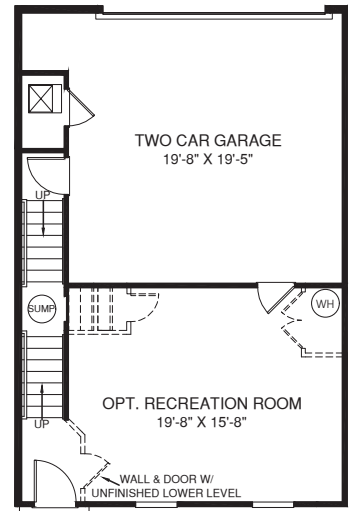 TWO CAR GARAGE
19'-8" X 19'-5"
UP
SUMP
WH
OPT. RECREATION ROOM
19'-8" X 15'-8"
UP
WALL & DOOR W/
UNFINISHED LOWER LEVEL